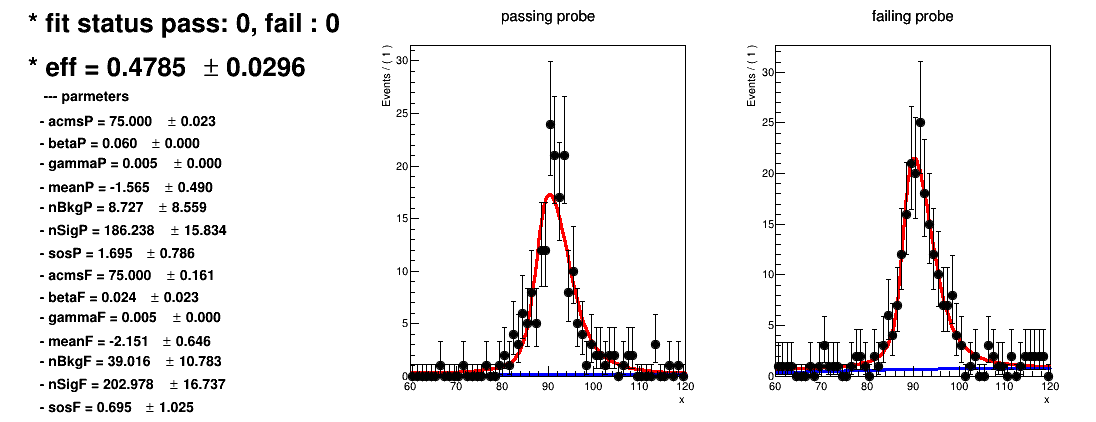 * fit status pass: 0, fail : 0
* eff = 0.4785 ± 0.0296
--- parmeters
- acmsP = 75.000 ± 0.023
- betaP = 0.060 ± 0.000
- gammaP = 0.005 ± 0.000
- meanP = -1.565 ± 0.490
- nBkgP = 8.727 ± 8.559
- nSigP = 186.238 ± 15.834
- sosP = 1.695 ± 0.786
- acmsF = 75.000 ± 0.161
- betaF = 0.024 ± 0.023
- gammaF = 0.005 ± 0.000
- meanF = -2.151 ± 0.646
- nBkgF = 39.016 ± 10.783
- nSigF = 202.978 ± 16.737
- sosF = 0.695 ± 1.025
passing probe
Events / ( 1 )
30
25
20
15
10
5
0
60 70 80 90 100 110 120
x
failing probe
Events / ( 1 )
30
25
20
15
10
5
0
60 70 80 90 100 110 120
x